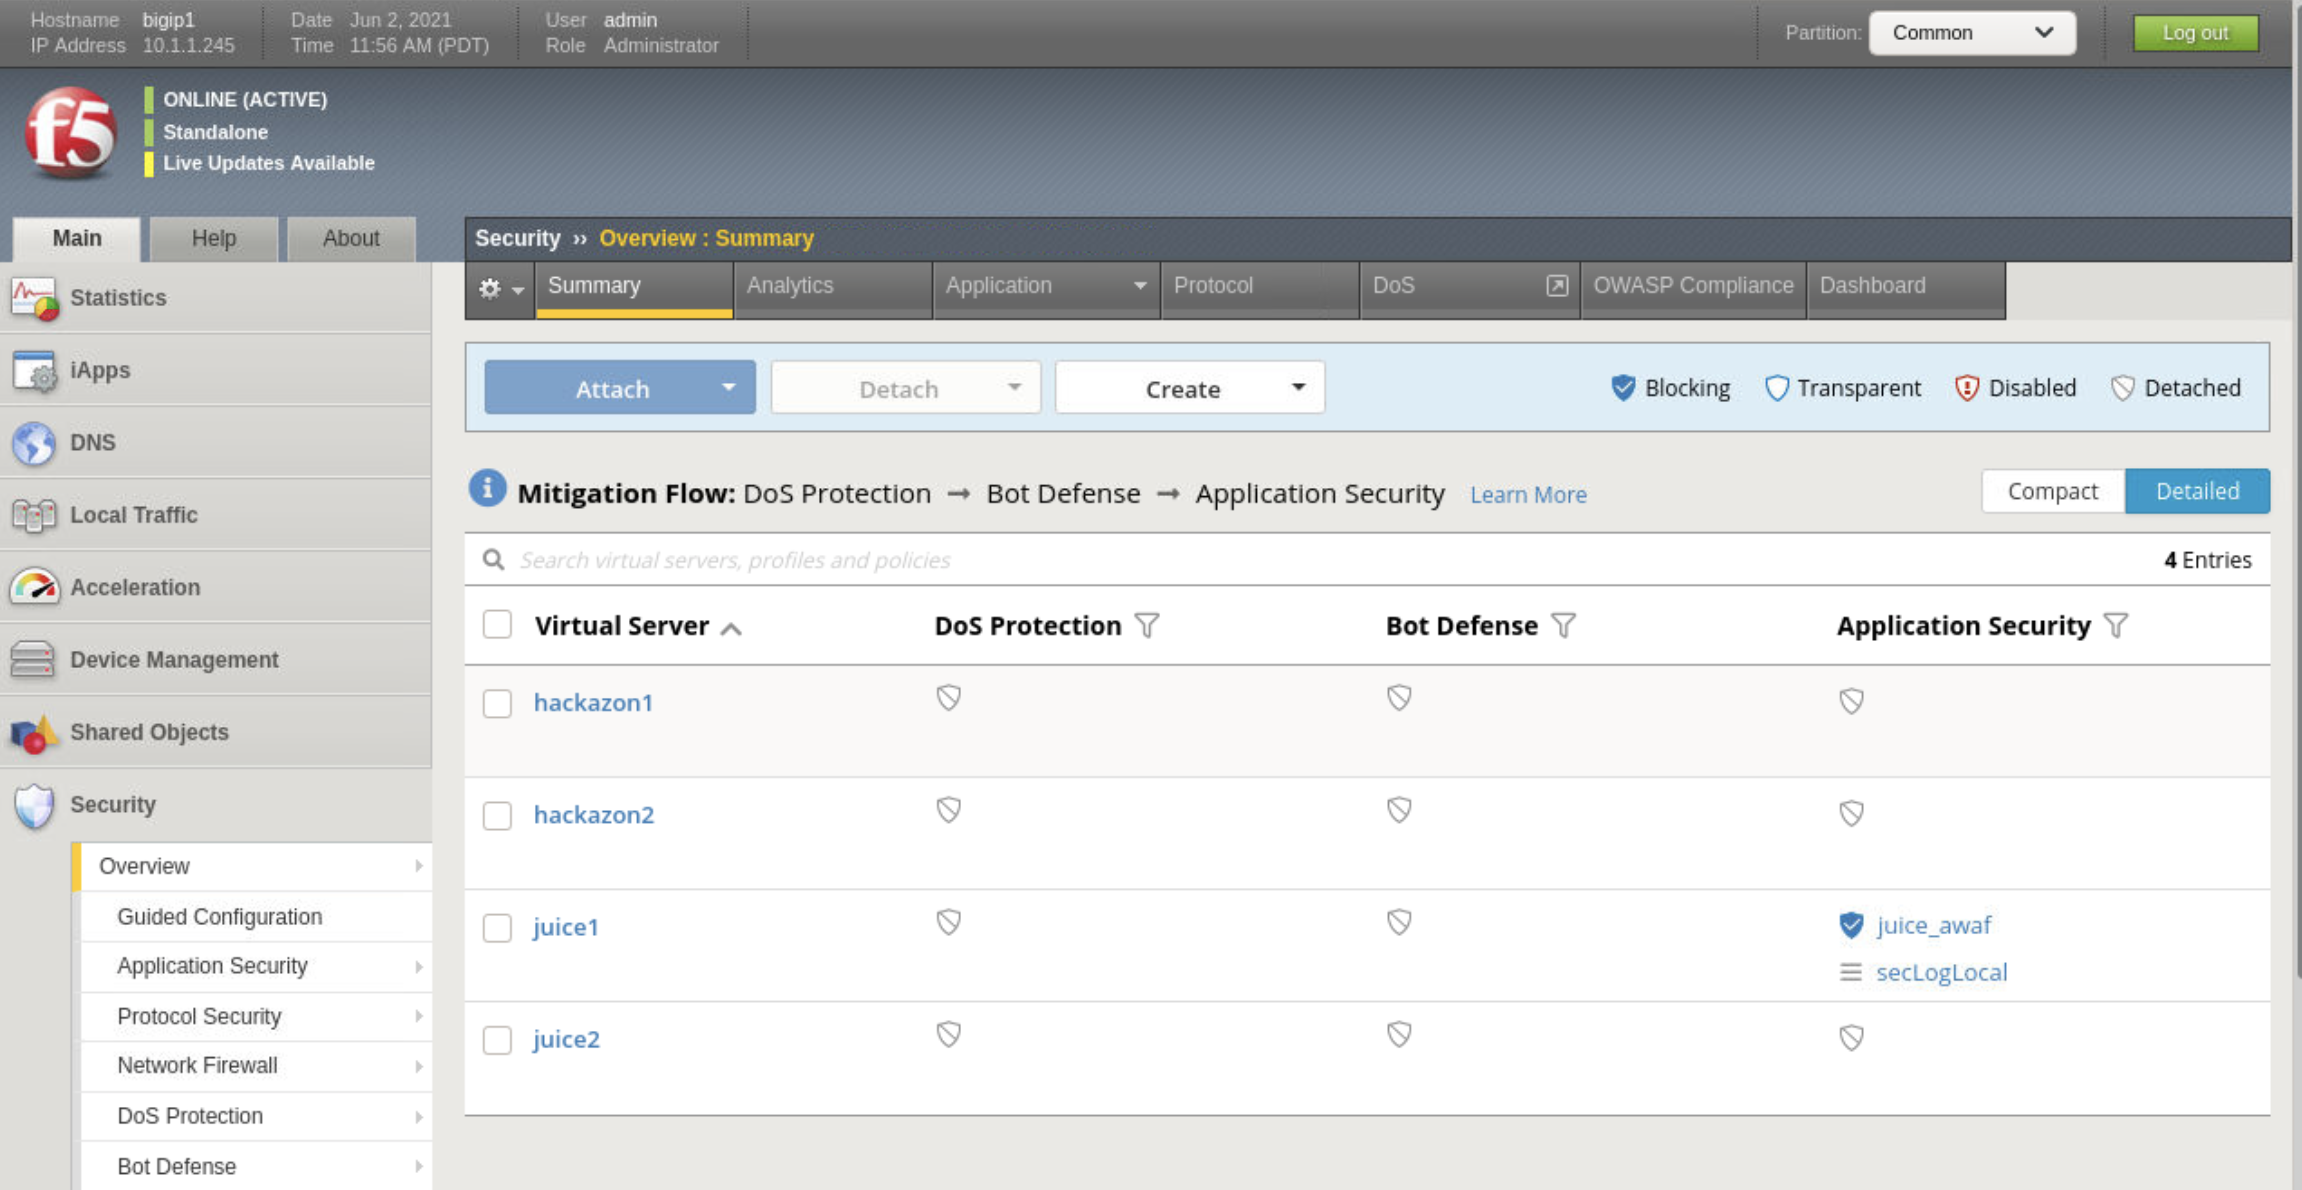 Hostname bigip1 Date Jun 2, 2021 User admin
IP Address 10.1.1.245 Time 11:56 AM (PDT) Role Administrator
Partition: Common Log out
f5
ONLINE (ACTIVE)
Standalone
Live Updates Available
Main Help About
Security ›› Overview : Summary
Summary Analytics Application Protocol DoS OWASP Compliance Dashboard
Statistics
iApps
DNS
Local Traffic
Acceleration
Device Management
Shared Objects
Security
Overview
Guided Configuration
Application Security
Protocol Security
Network Firewall
DoS Protection
Bot Defense
Attach Detach Create Blocking Transparent Disabled Detached
Mitigation Flow: DoS Protection → Bot Defense → Application Security Learn More Compact Detailed
Search virtual servers, profiles and policies 4 Entries
Virtual Server DoS Protection Bot Defense Application Security
hackazon1
hackazon2
juice1 juice_awaf
secLogLocal
juice2